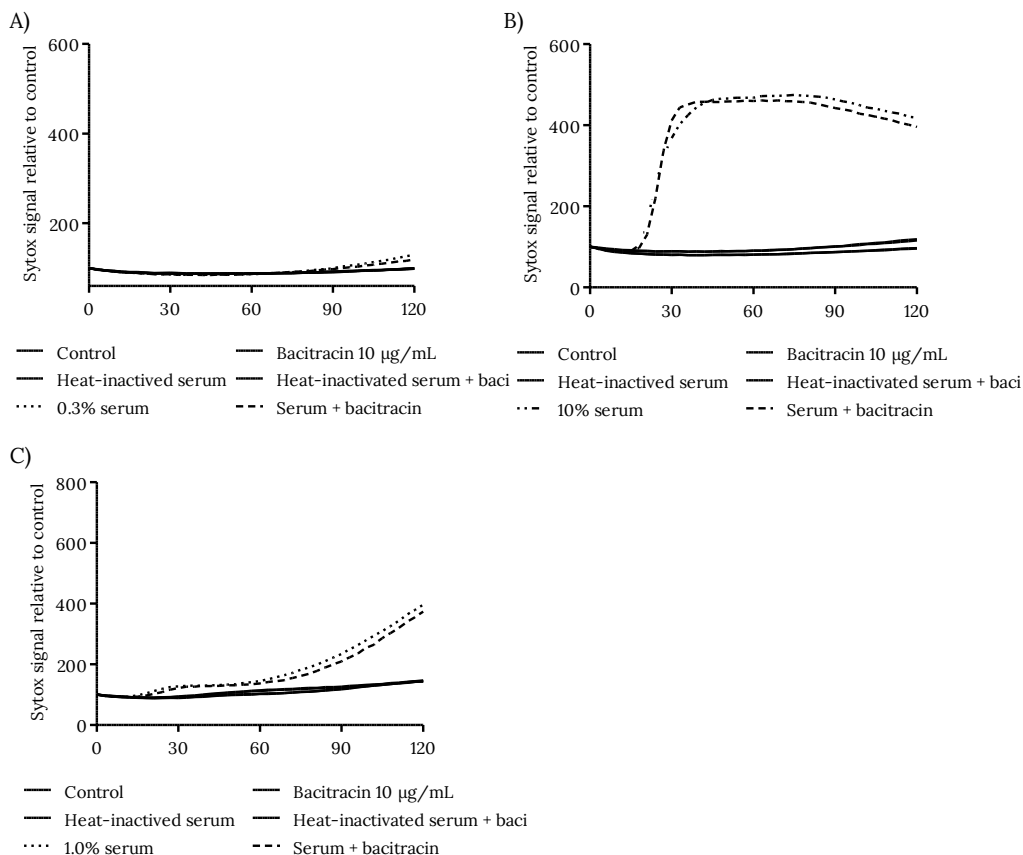 A)
Sytox signal relative to control
600
400
200
0
30
60
90
120
Control
Bacitracin 10 µg/mL
Heat-inactived serum
Heat-inactivated serum + baci
0.3% serum
Serum + bacitracin
B)
Sytox signal relative to control
600
400
200
0
0
30
60
90
120
Control
Bacitracin 10 µg/mL
Heat-inactived serum
Heat-inactivated serum + baci
10% serum
Serum + bacitracin
C)
Sytox signal relative to control
800
600
400
200
0
0
30
60
90
120
Control
Bacitracin 10 µg/mL
Heat-inactived serum
Heat-inactivated serum + baci
1.0% serum
Serum + bacitracin